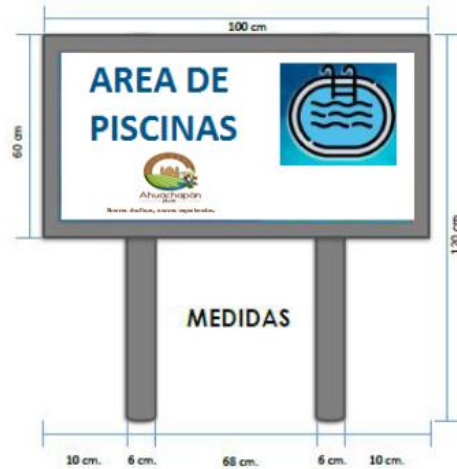 100 cm
AREA DE
PISCINAS
60 cm
Ahuachapán
120 cm
MEDIDAS
10 cm.
6 cm.
68 cm.
6 cm.
10 cm.